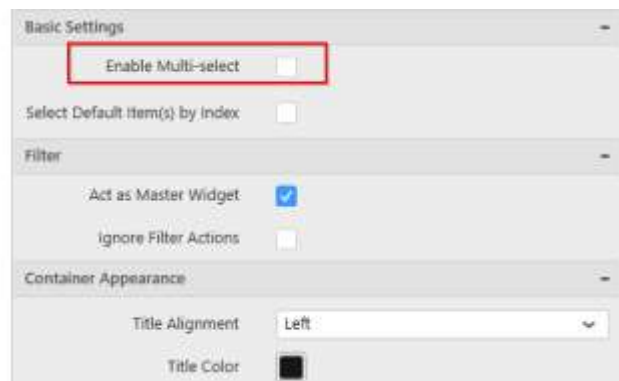 Basic Settings
Enable Multi-select
Select Default Item(s) by Index
Filter
Act as Master Widget
Ignore Filter Actions
Container Appearance
Title Alignment Left
Title Color